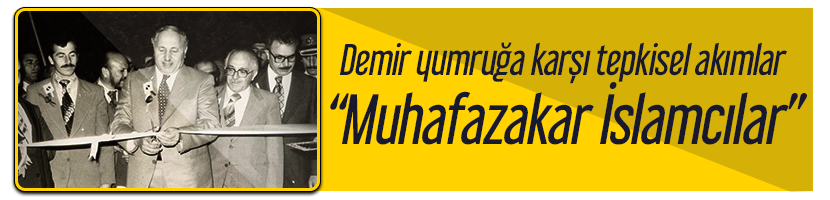 Demir yumruğa karşı tepkisel akımlar
“Muhafazakar İslamcılar”